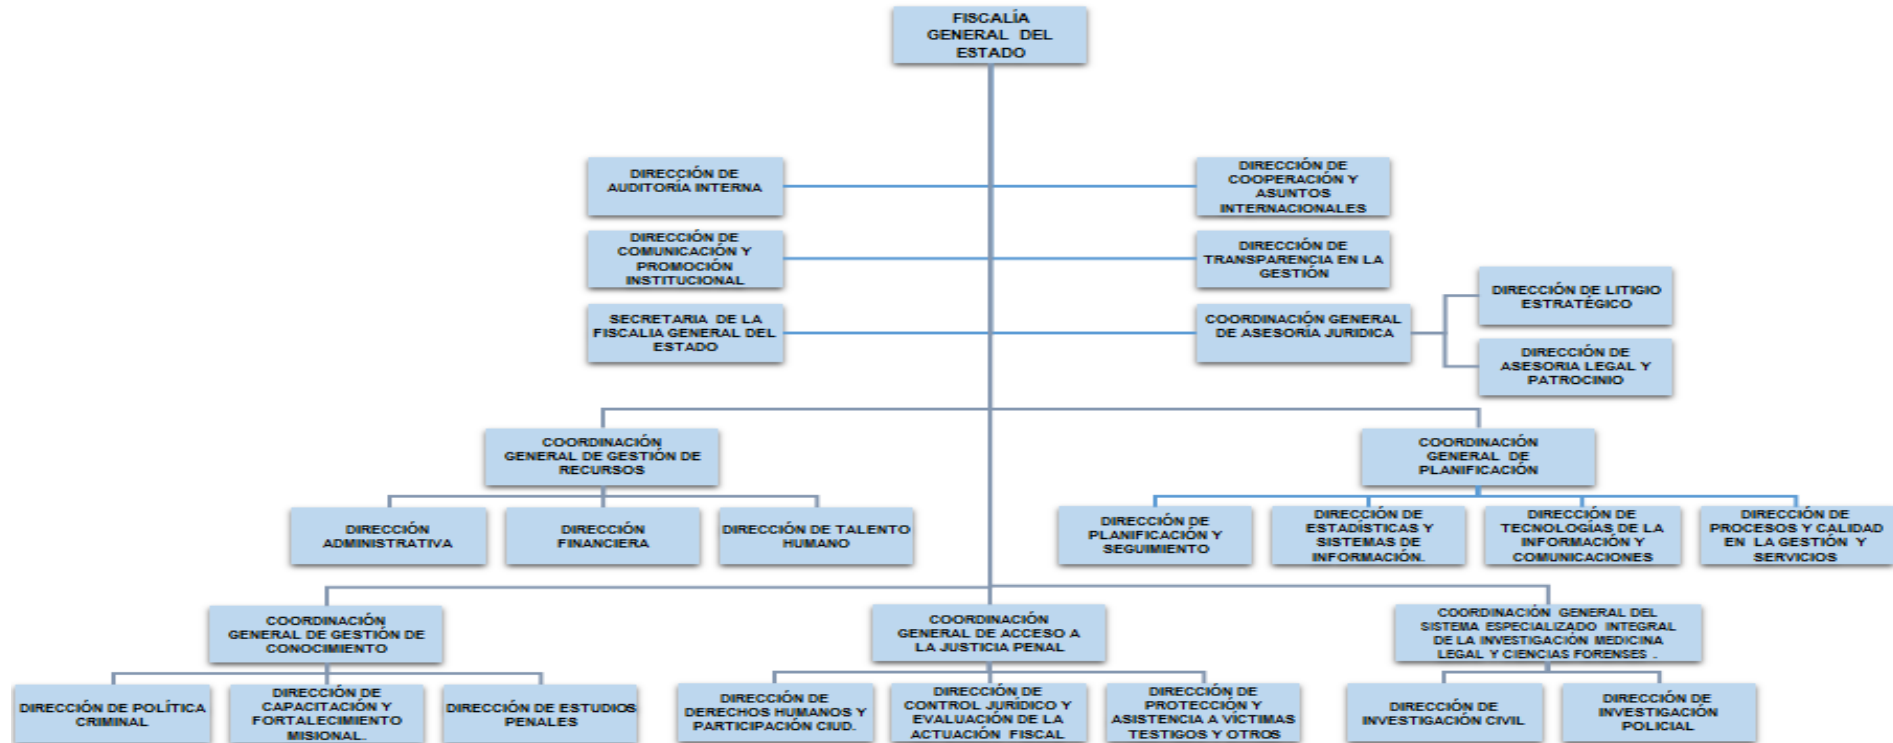 FISCALÍA
GENERAL DEL
ESTADO
DIRECCIÓN DE
AUDITORÍA INTERNA
DIRECCIÓN DE
COOPERACIÓN Y
ASUNTOS
INTERNACIONALES
DIRECCIÓN DE
COMUNICACIÓN Y
PROMOCIÓN
INSTITUCIONAL
DIRECCIÓN DE
TRANSPARENCIA EN LA
GESTIÓN
SECRETARIA DE LA
FISCALIA GENERAL DEL
ESTADO
COORDINACIÓN GENERAL
DE ASESORÍA JURIDICA
DIRECCIÓN DE LITIGIO
ESTRATÉGICO
DIRECCIÓN DE
ASESORIA LEGAL Y
PATROCINIO
COORDINACIÓN
GENERAL DE GESTIÓN DE
RECURSOS
COORDINACIÓN
GENERAL DE
PLANIFICACIÓN
DIRECCIÓN
ADMINISTRATIVA
DIRECCIÓN
FINANCIERA
DIRECCIÓN DE TALENTO
HUMANO
DIRECCIÓN DE
PLANIFICACIÓN Y
SEGUIMIENTO
DIRECCIÓN DE
ESTADÍSTICAS Y
SISTEMAS DE
INFORMACIÓN.
DIRECCIÓN DE
TECNOLOGÍAS DE LA
INFORMACIÓN Y
COMUNICACIONES
DIRECCIÓN DE
PROCESOS Y CALIDAD
EN LA GESTIÓN Y
SERVICIOS
COORDINACIÓN
GENERAL DE GESTIÓN DE
CONOCIMIENTO
COORDINACIÓN
GENERAL DE ACCESO A
LA JUSTICIA PENAL
COORDINACIÓN GENERAL DEL
SISTEMA ESPECIALIZADO INTEGRAL
DE LA INVESTIGACIÓN MEDICINA
LEGAL Y CIENCIAS FORENSES .
DIRECCIÓN DE POLÍTICA
CRIMINAL
DIRECCIÓN DE
CAPACITACIÓN Y
FORTALECIMIENTO
MISIONAL.
DIRECCIÓN DE ESTUDIOS
PENALES
DIRECCIÓN DE
DERECHOS HUMANOS Y
PARTICIPACIÓN CIUD.
DIRECCIÓN DE
CONTROL JURÍDICO Y
EVALUACIÓN DE LA
ACTUACIÓN FISCAL
DIRECCIÓN DE
PROTECCIÓN Y
ASISTENCIA A VÍCTIMAS
TESTIGOS Y OTROS
DIRECCIÓN DE
INVESTIGACIÓN CIVIL
DIRECCIÓN DE
INVESTIGACIÓN
POLICIAL